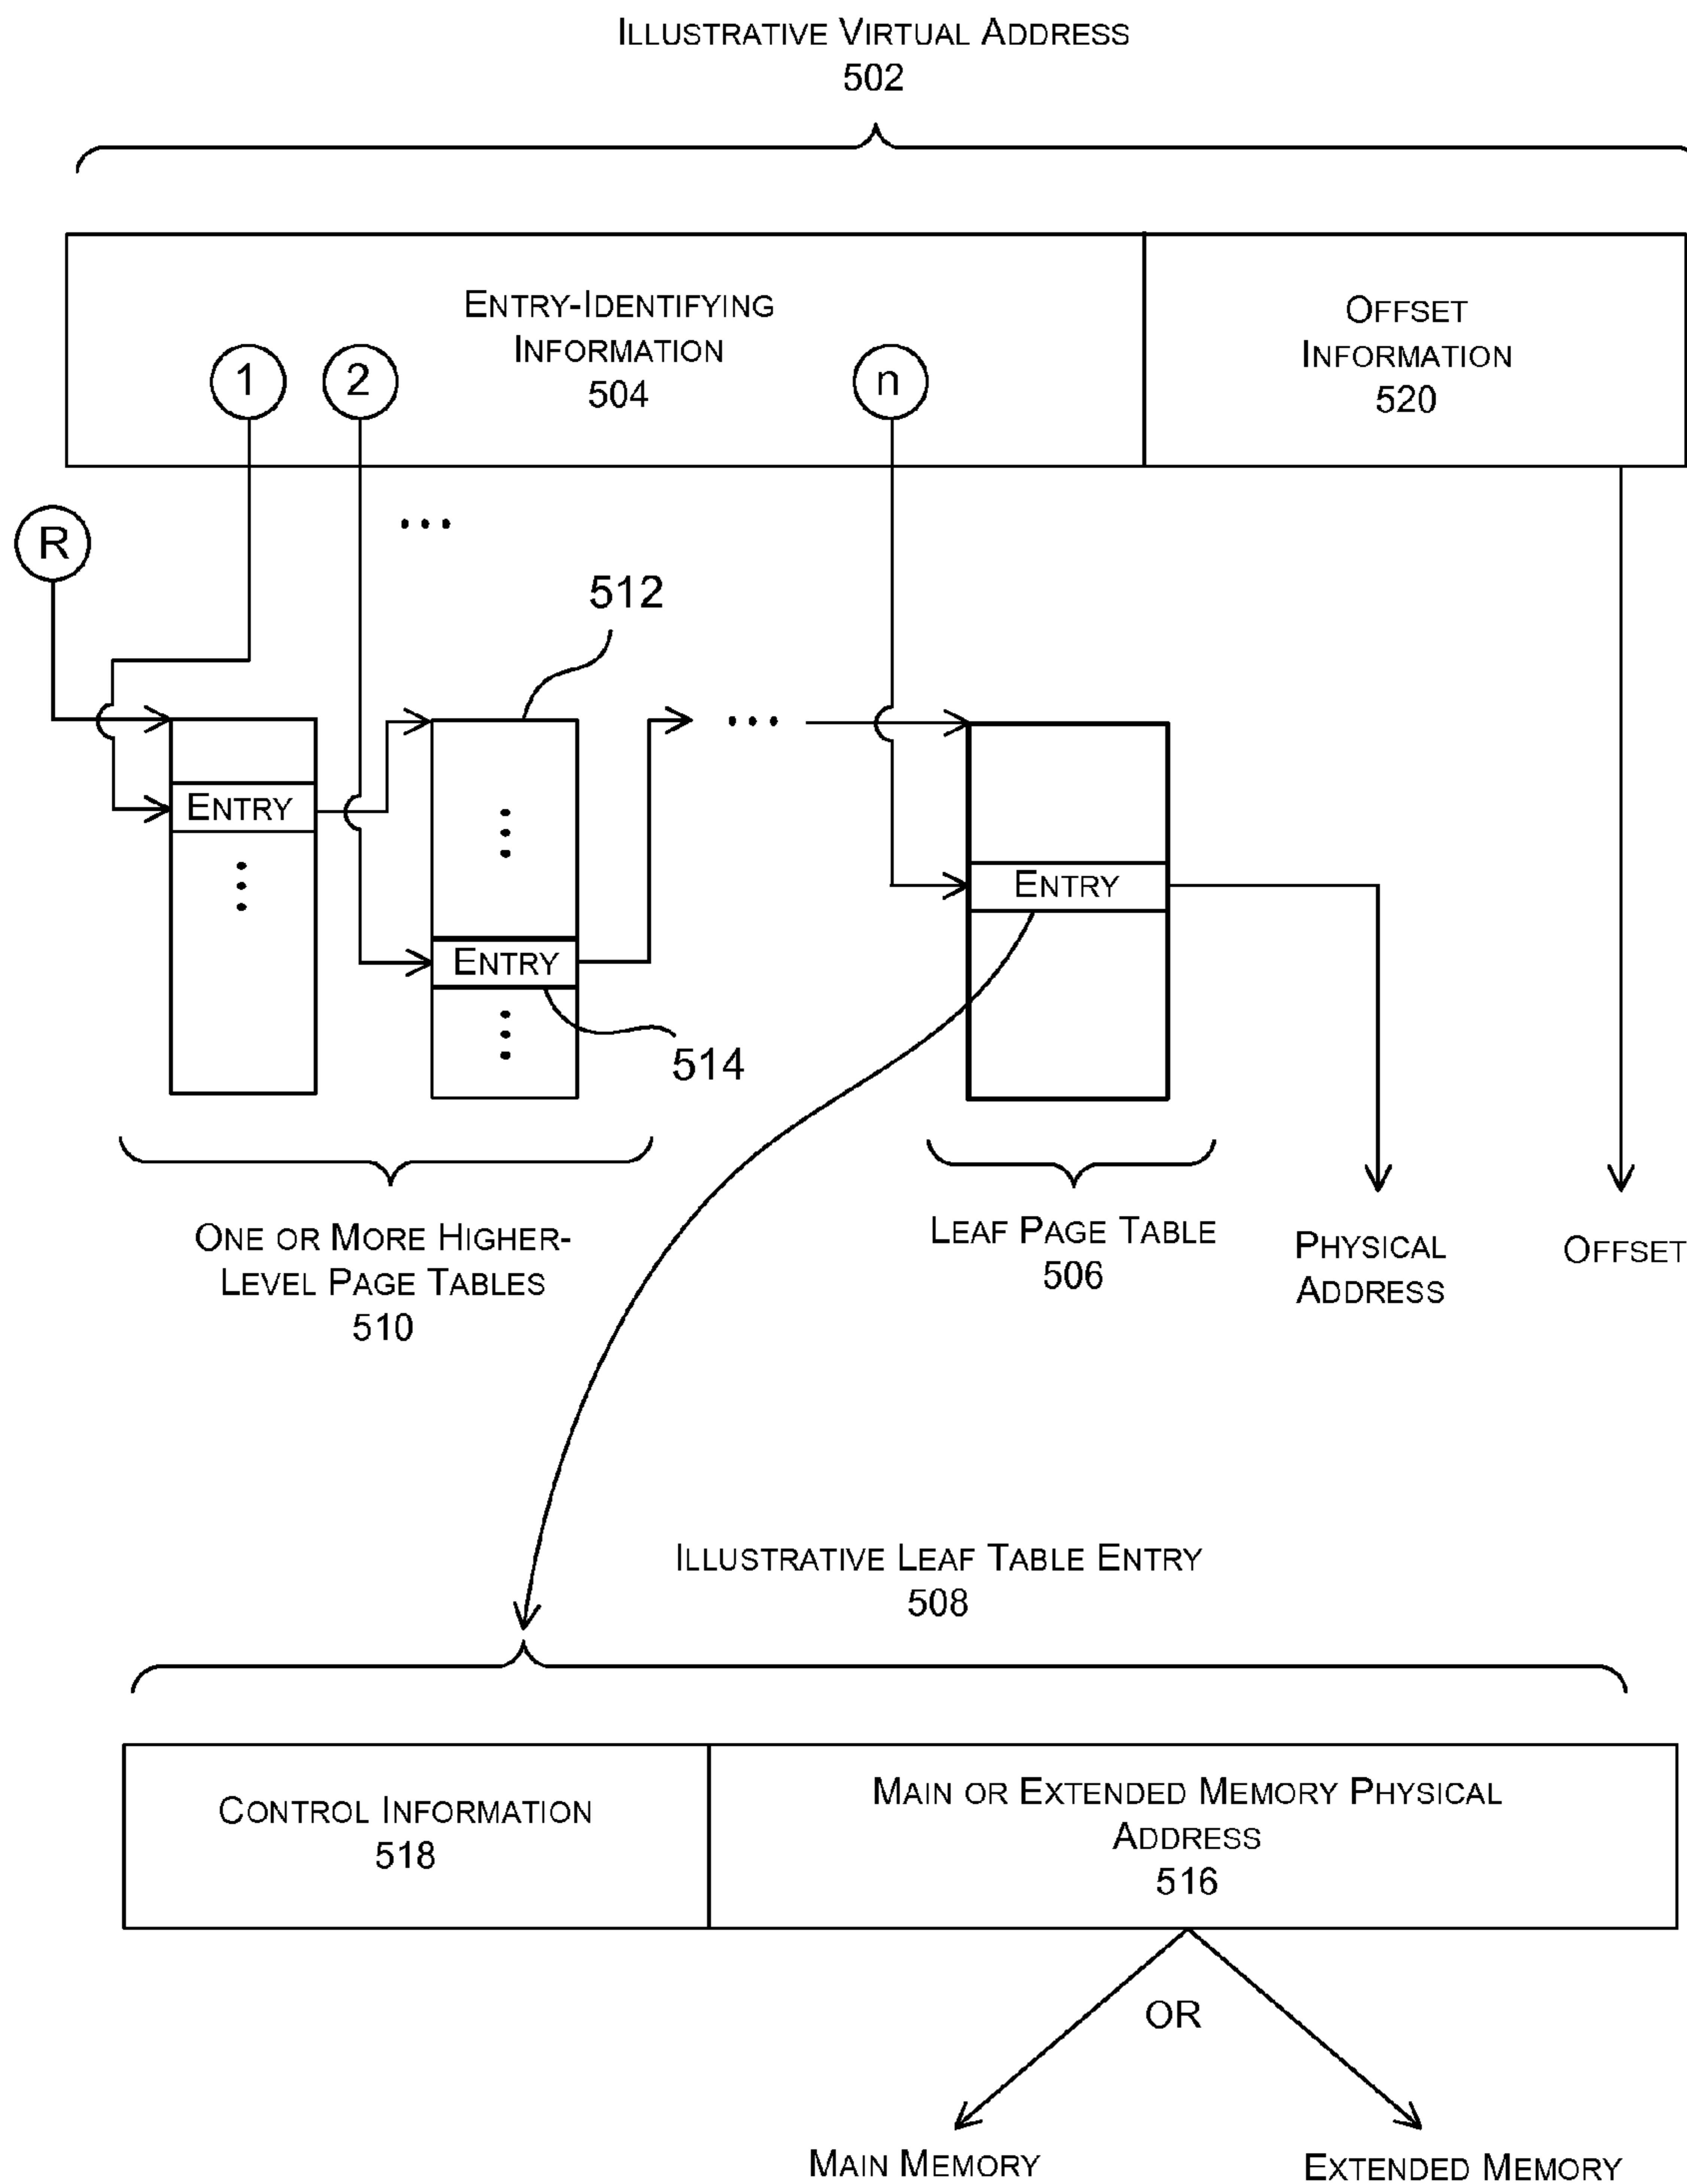 ILLUSTRATIVE VIRTUAL ADDRESS
502
ENTRY-IDENTIFYING
INFORMATION
504
1
2
n
OFFSET
INFORMATION
520
R
...
512
...
ENTRY
ENTRY
ENTRY
514
ONE OR MORE HIGHER-
LEVEL PAGE TABLES
510
LEAF PAGE TABLE
506
PHYSICAL
ADDRESS
OFFSET
ILLUSTRATIVE LEAF TABLE ENTRY
508
CONTROL INFORMATION
518
MAIN OR EXTENDED MEMORY PHYSICAL
ADDRESS
516
OR
MAIN MEMORY
EXTENDED MEMORY